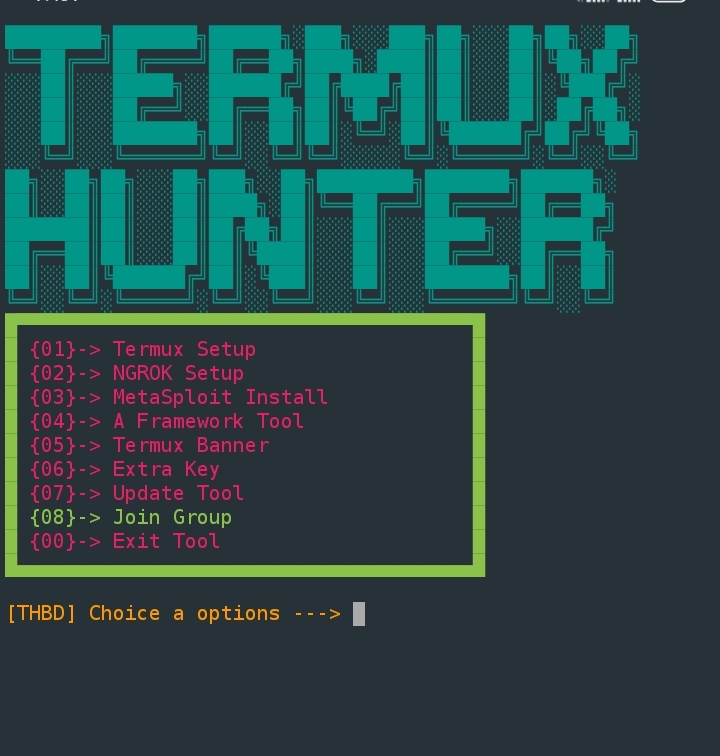 TERMUX
HUNTER
{01}-> Termux Setup
{02}-> NGROK Setup
{03}-> MetaSploit Install
{04}-> A Framework Tool
{05}-> Termux Banner
{06}-> Extra Key
{07}-> Update Tool
{08}-> Join Group
{00}-> Exit Tool
[THBD] Choice a options --->